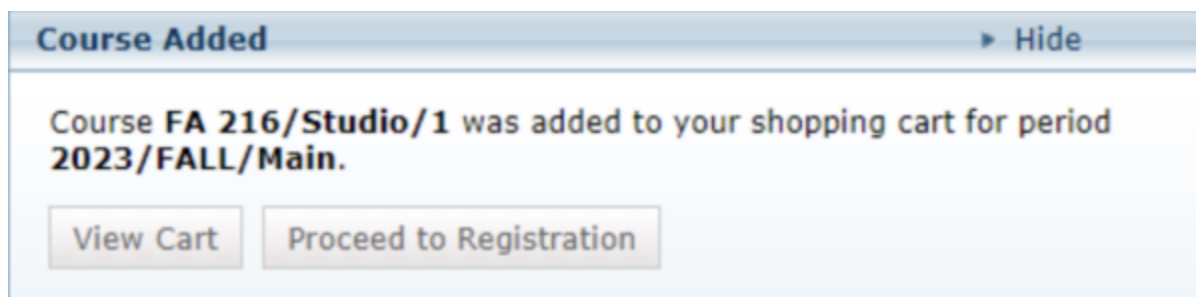 Course Added Hide
Course FA 216/Studio/1 was added to your shopping cart for period
2023/FALL/Main.
View Cart Proceed to Registration